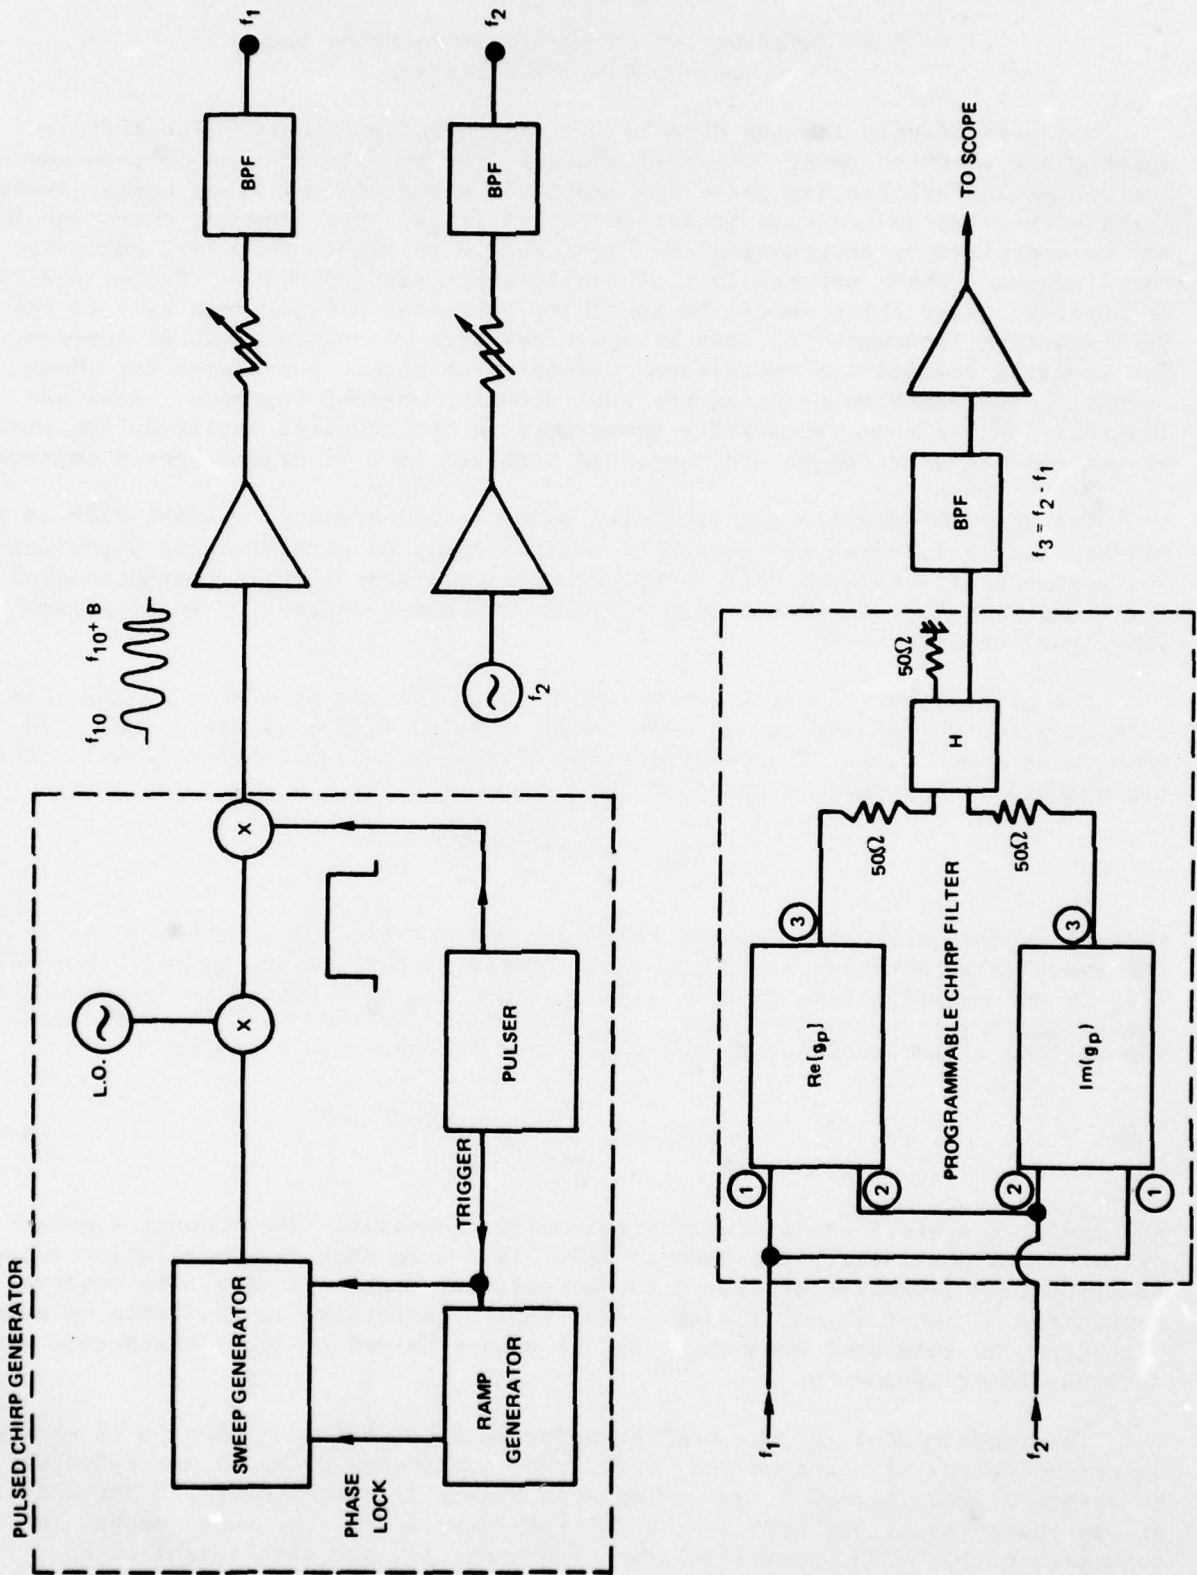 PULSED CHIRP GENERATOR
L.O.
SWEEP GENERATOR
X
X
f10 f10+ B
BPF
f1
PHASE
LOCK
RAMP
GENERATOR
TRIGGER
PULSER
f2
BPF
f2
f1
f2
1
2
2
1
Re[gp]
Im(gp)
3
3
PROGRAMMABLE CHIRP FILTER
50Ω
50Ω
H
50Ω
BPF
f3 = f2 - f1
TO SCOPE